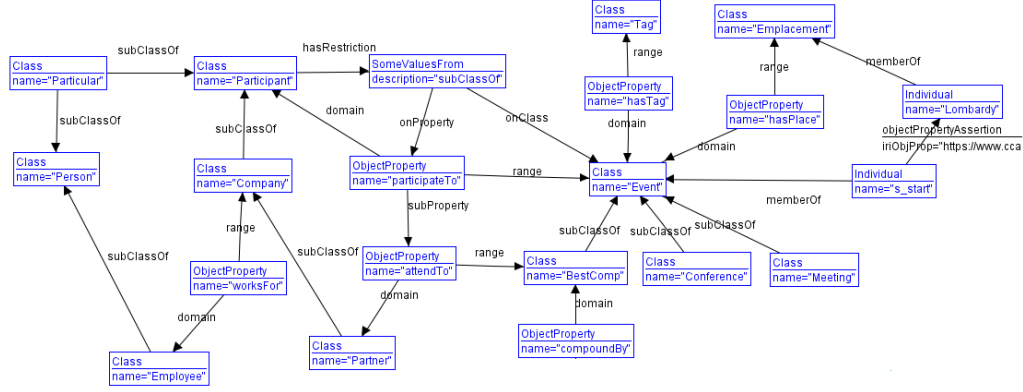 Class
name="Tag"
Class
name="Emplacement"
subClassOf
hasRestriction
range
range
memberOf
Class
name="Particular"
Class
name="Participant"
SomeValuesFrom
description="subClassOf"
ObjectProperty
name="hasTag"
ObjectProperty
name="hasPlace"
Individual
name="Lombardy"
subClassOf
subClassOf
domain
onProperty
onClass
domain
domain
objectPropertyAssertion
iriObjProp="https://www.cca
Class
name="Person"
Class
name="Company"
ObjectProperty
name="participateTo"
range
Class
name="Event"
memberOf
Individual
name="s_start"
subProperty
subClassOf
range
subClassOf
ObjectProperty
name="worksFor"
ObjectProperty
name="attendTo"
range
subClassOf
subClassOf
subClassOf
Class
name="BestComp"
Class
name="Conference"
Class
name="Meeting"
domain
domain
domain
Class
name="Employee"
Class
name="Partner"
ObjectProperty
name="compoundBy"